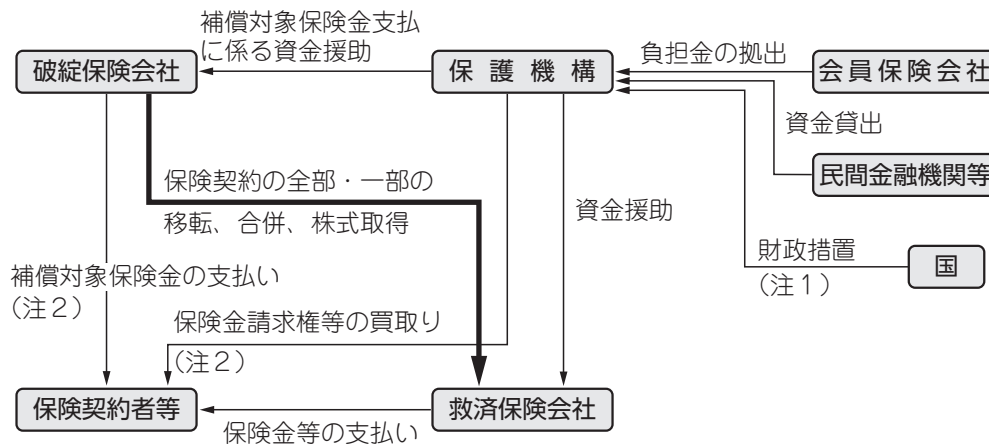 補償対象保険金支払
に係る資金援助
破綻保険会社
保護機構
負担金の拠出
会員保険会社
資金貸出
民間金融機関等
保険契約の全部・一部の
移転、合併、株式取得
資金援助
財政措置
（注１）
国
補償対象保険金の支払い
（注２）
保険金請求権等の買取り
（注２）
保険契約者等
救済保険会社
保険金等の支払い